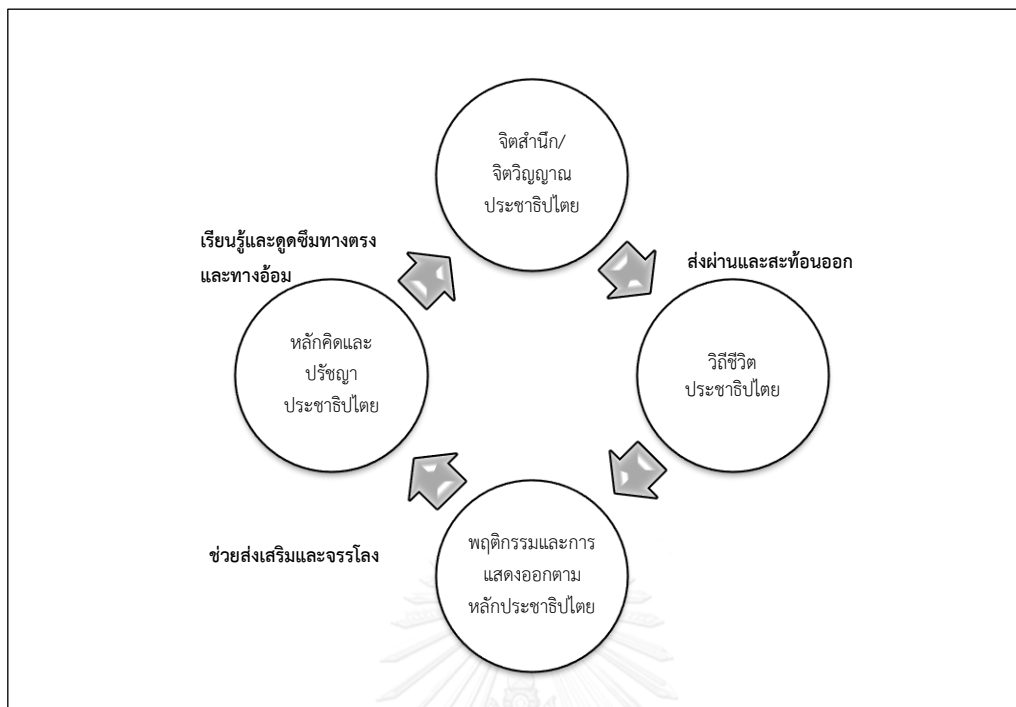 จิตสำนึก/
จิตวิญญาณ
ประชาธิปไตย
เรียนรู้และดูดซึมทางตรง
และทางอ้อม
ส่งผ่านและสะท้อนออก
หลักคิดและ
ปรัชญา
ประชาธิปไตย
วิถีชีวิต
ประชาธิปไตย
ช่วยส่งเสริมและจรรโลง
พฤติกรรมและการ
แสดงออกตาม
หลักประชาธิปไตย